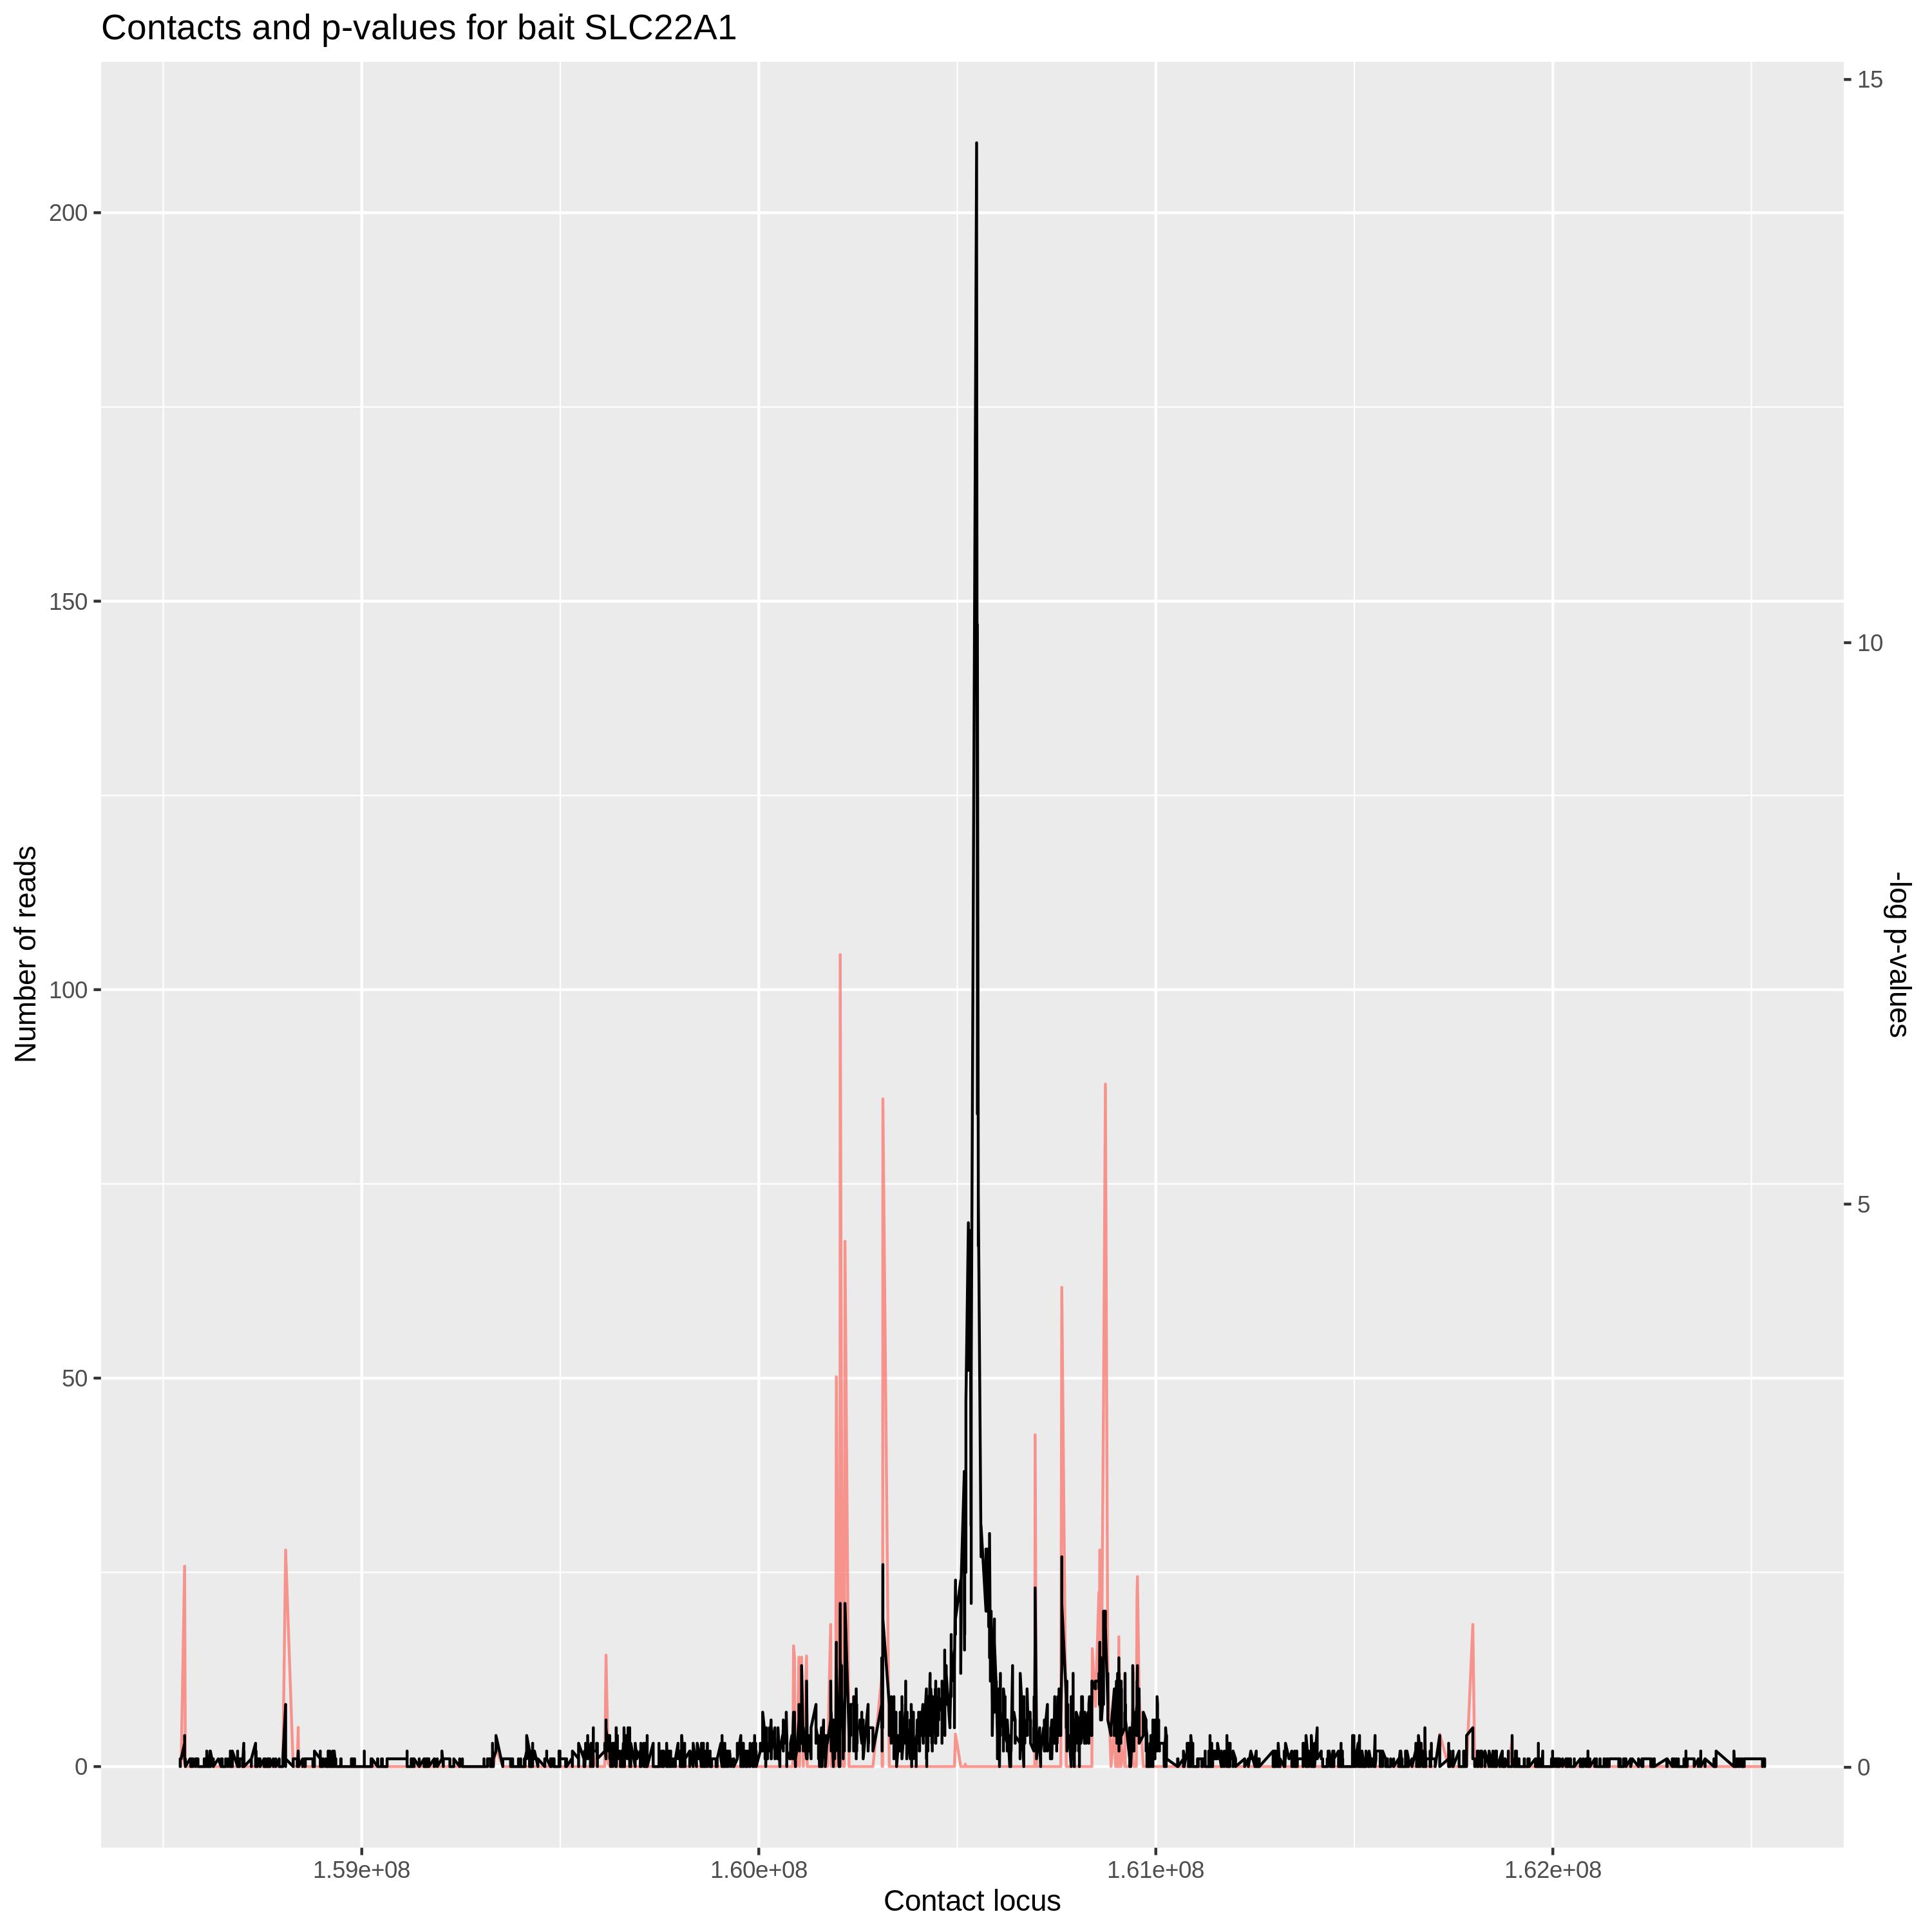 Contacts and p-values for bait SLC22A1
15
200
150
10
Number of reads
100
-log p-values
5
50
0
0
1.59e+08
1.60e+08
1.61e+08
1.62e+08
Contact locus